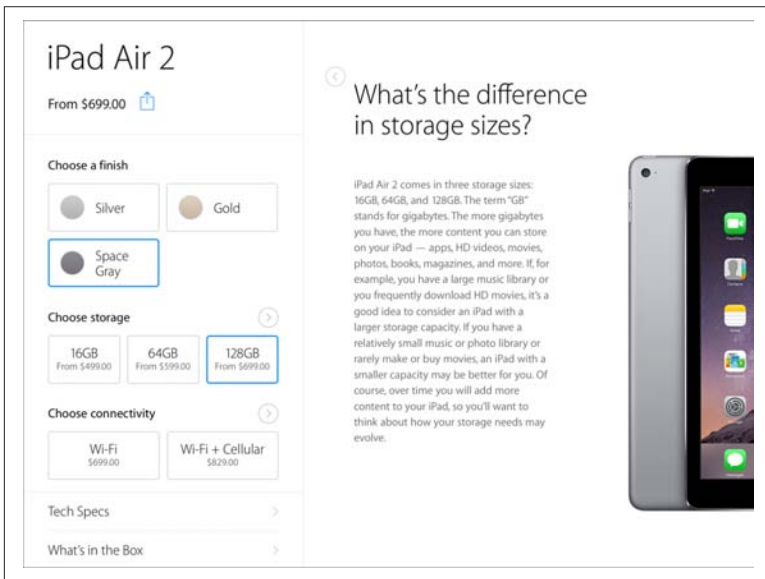 iPad Air 2
From $699.00
Choose a finish
Silver
Gold
Space
Gray
Choose storage
16GB
From $499.00
64GB
From $599.00
128GB
From $699.00
Choose connectivity
Wi-Fi
$699.00
Wi-Fi + Cellular
$829.00
Tech Specs
What's in the Box
What's the difference
in storage sizes?
iPad Air 2 comes in three storage sizes:
16GB, 64GB, and 128GB. The term "GB"
stands for gigabytes. The more gigabytes
you have, the more content you can store
on your iPad — apps, HD videos, movies,
photos, books, magazines, and more. If, for
example, you have a large music library or
you frequently download HD movies, it's a
good idea to consider an iPad with a
larger storage capacity. If you have a
relatively small music or photo library or
rarely make or buy movies, an iPad with a
smaller capacity may be better for you. Of
course, over time you will add more
content to your iPad, so you'll want to
think about how your storage needs may
evolve.